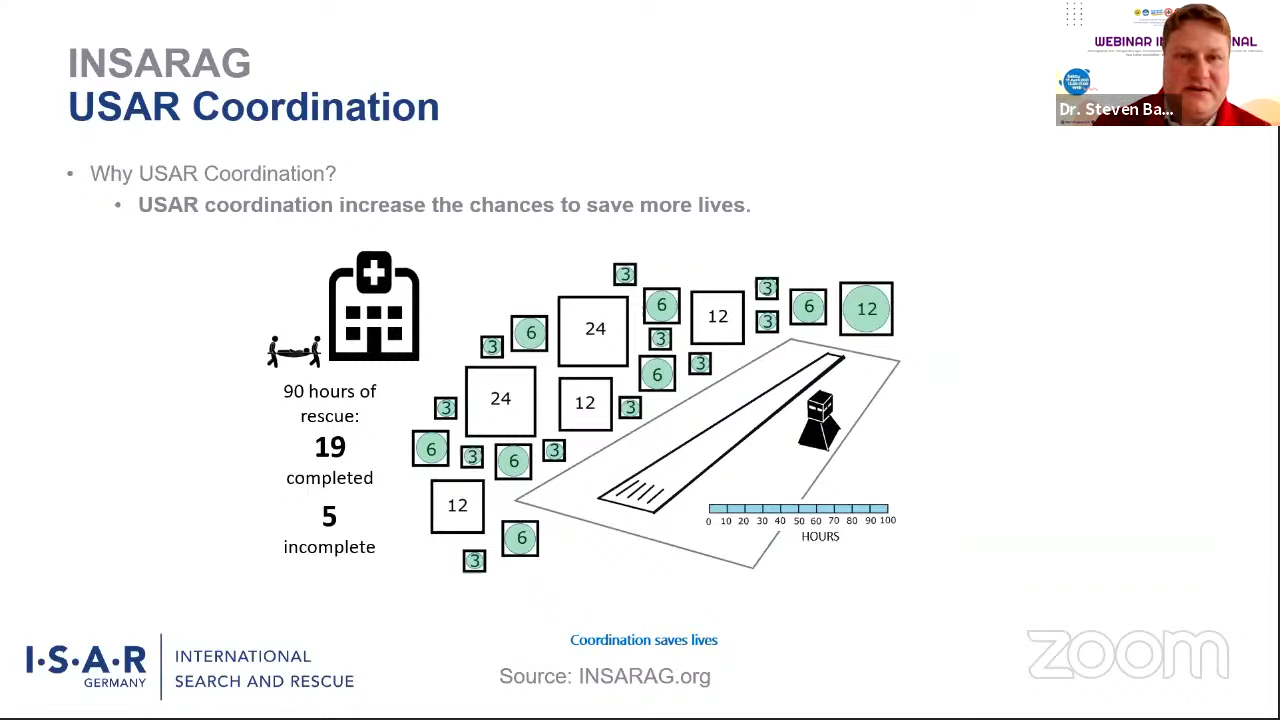 INSARAG
USAR Coordination
WEBINAR IN
NAL
Dr. Steven Ba...
• Why USAR Coordination?
• USAR coordination increase the chances to save more lives.
90 hours of
rescue:
19
completed
5
incomplete
3
6
24
12
3
3
6
12
6
3
3
6
3
24
12
3
3
6
3
6
3
12
6
3
0 10 20 30 40 50 60 70 80 90 100
HOURS
Coordination saves lives
Source: INSARAG.org
I·S·A·R
GERMANY
INTERNATIONAL
SEARCH AND RESCUE
zoom